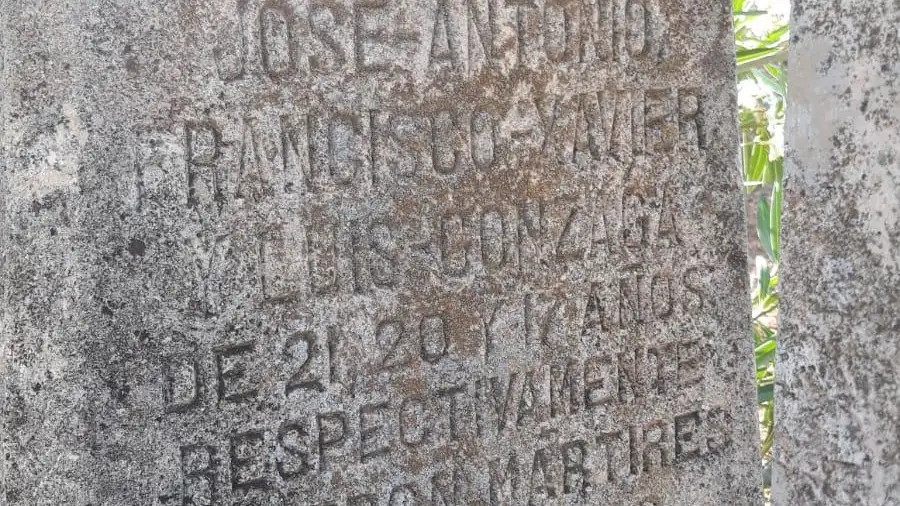 JOSE-ANTONIO,
FRANCISCO-XAVIER
Y LUIS-GONZAGA
DE 21, 20 Y 17 AÑOS
RESPECTIVAMENTE
MARTIRES